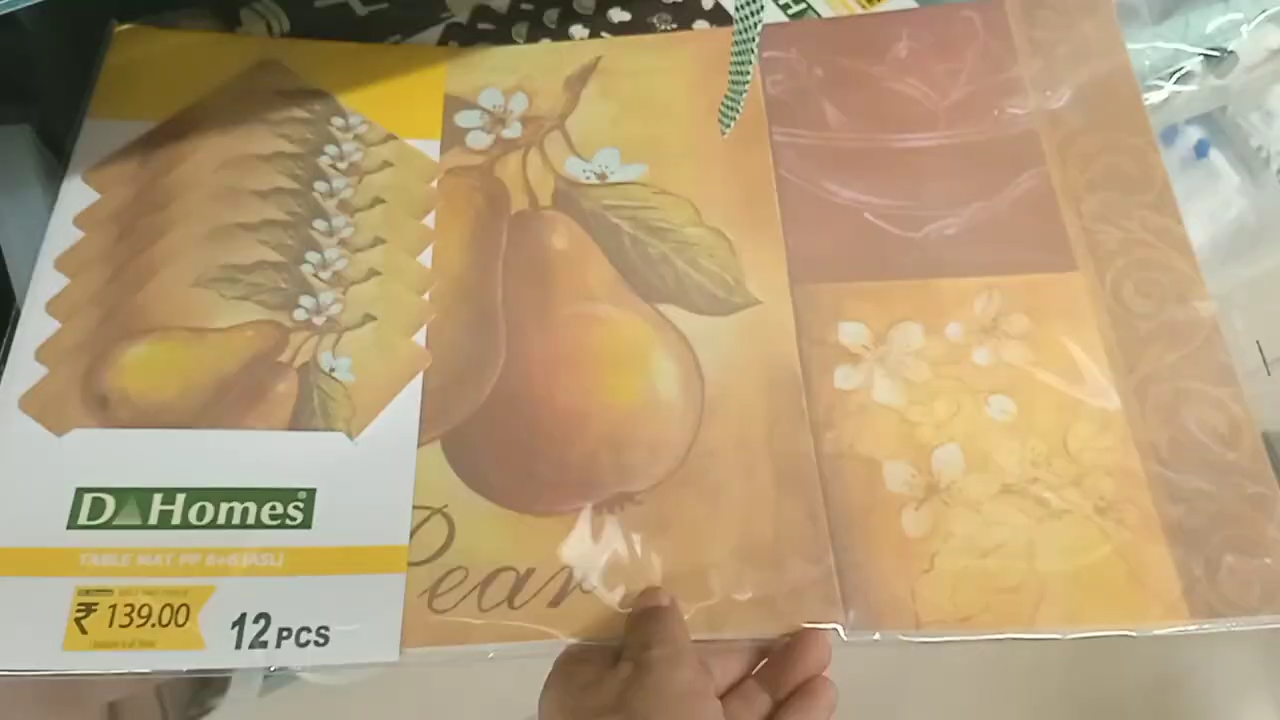 Pear
D Homes
TABLE MAT PP 6+6 (ASL)
₹ 139.00
12 PCS